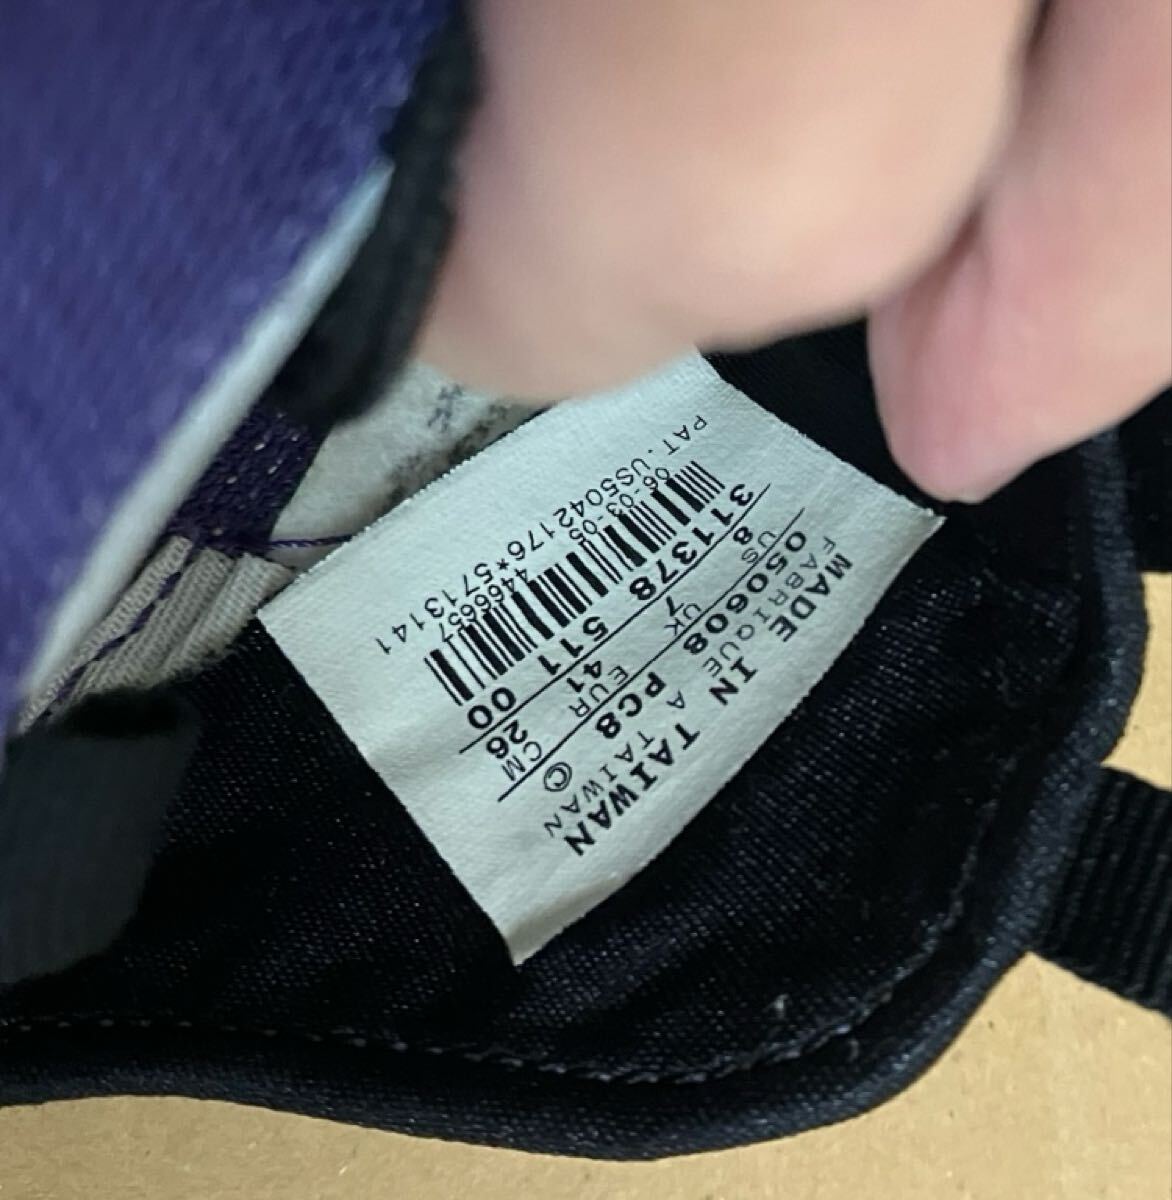 MADE IN TAIWAN
FABRIQUE A TAIWAN
050608 PC8 ©
US UK EUR CM
8 7 41 26
311378 511 00
06-03-05 4466657
PAT. US5042176*5713141